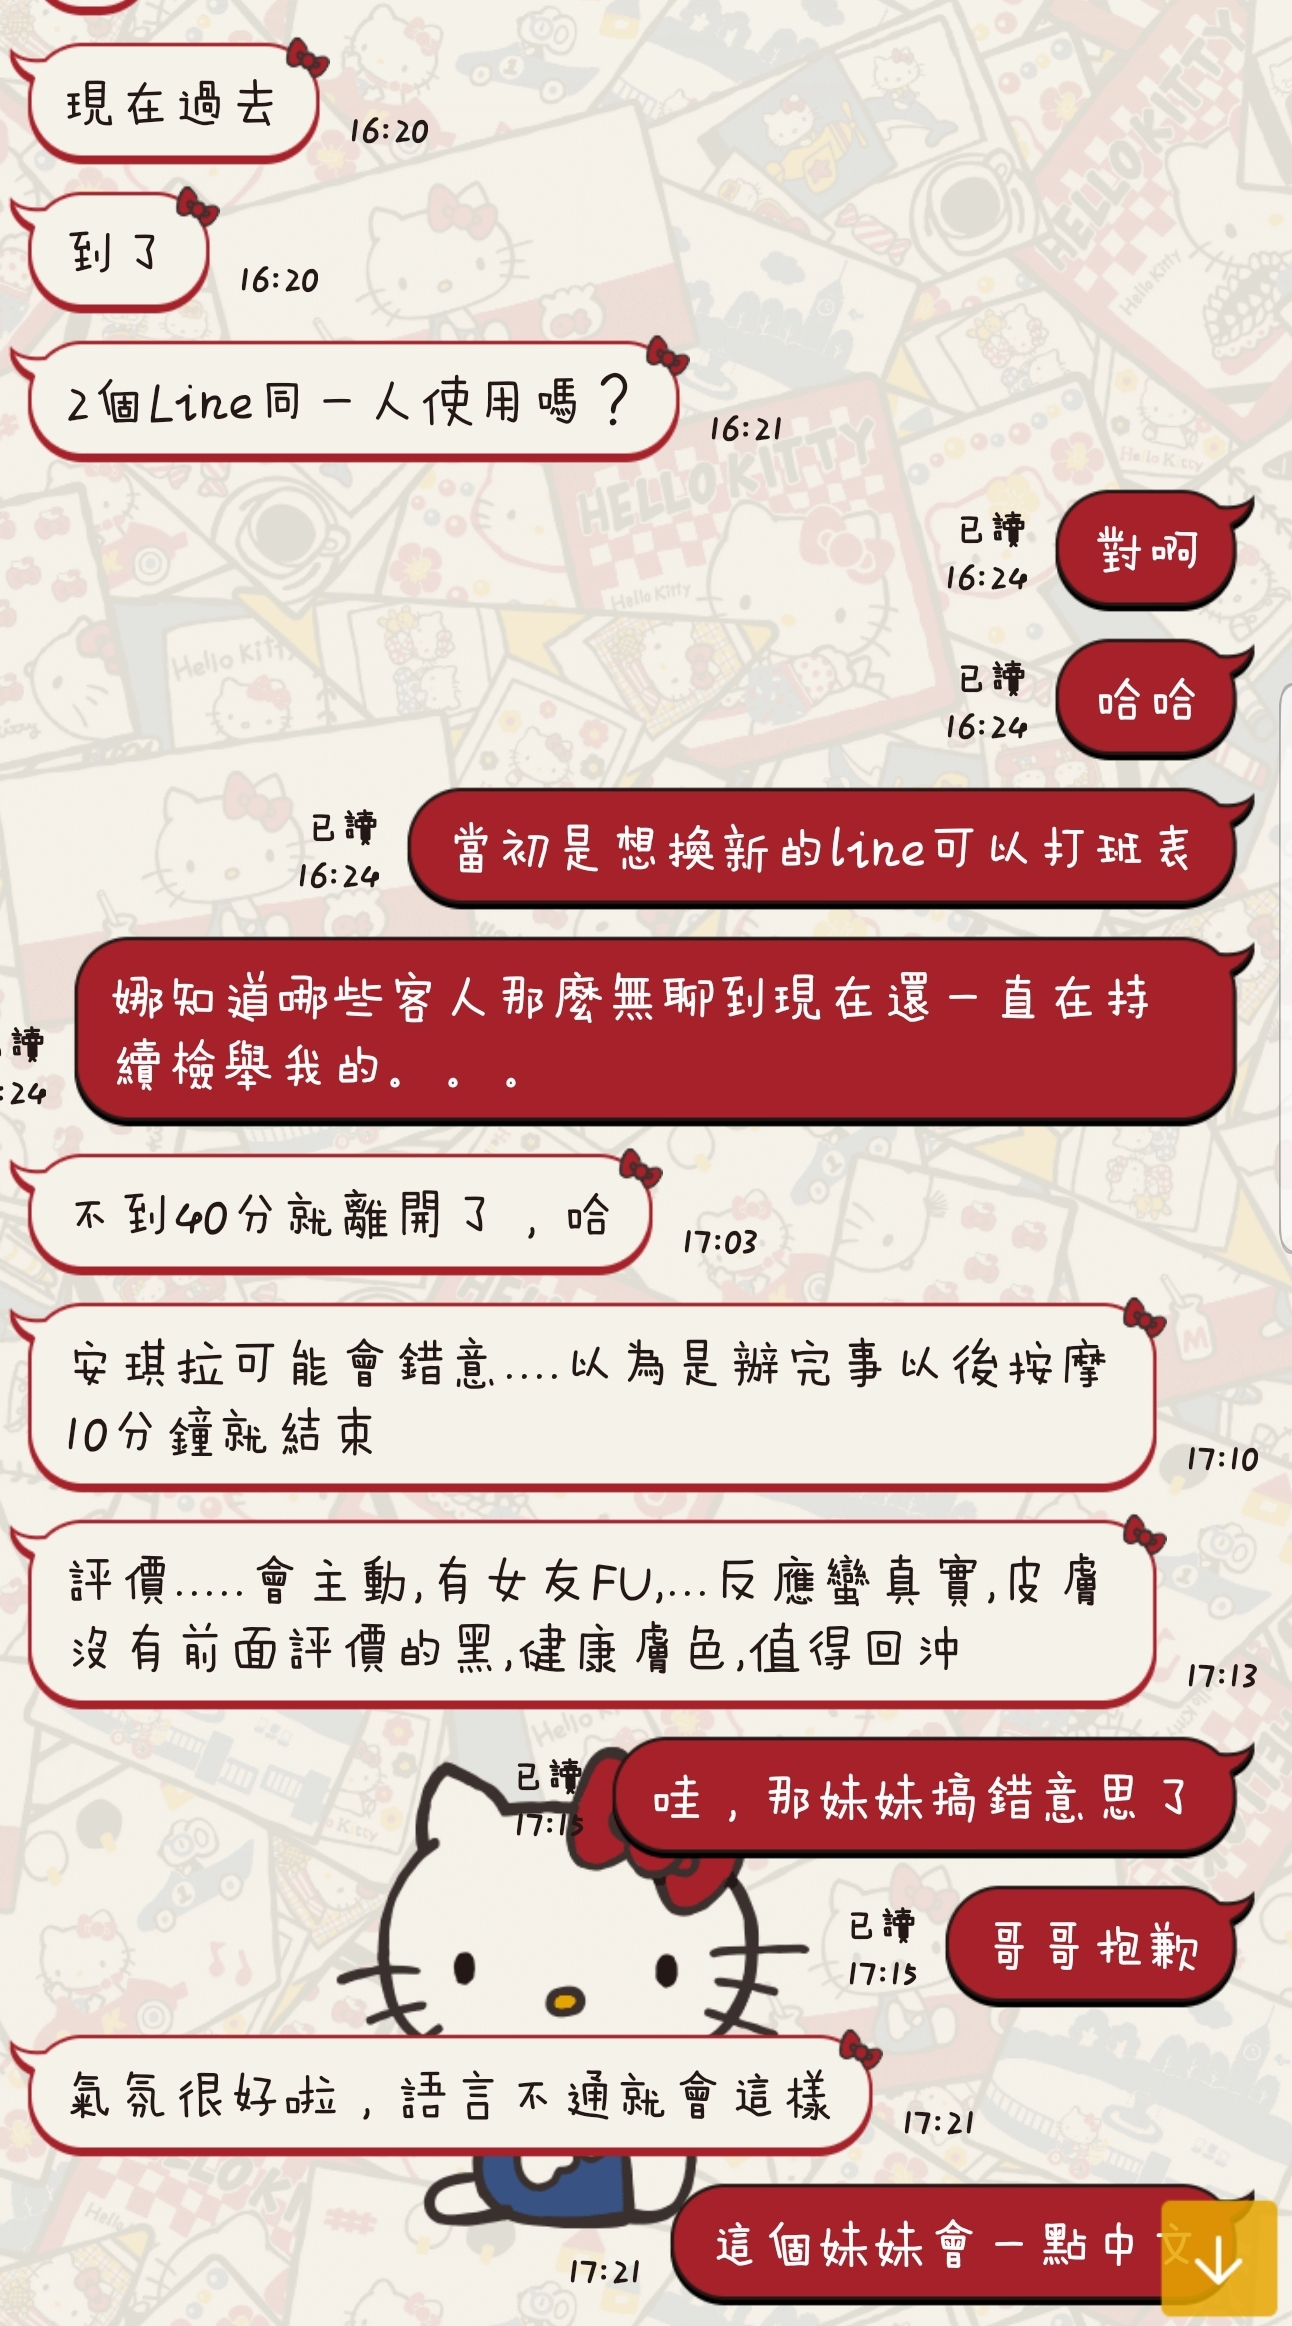 現在過去
16:20
到了
16:20
2個Line同一人使用嗎？
16:21
已讀
16:24
對啊
已讀
16:24
哈哈
已讀
16:24
當初是想換新的line可以打班表
讀
:24
娜知道哪些客人那麼無聊到現在還一直在持
續檢舉我的。。。
不到40分就離開了，哈
17:03
安琪拉可能會錯意....以為是辦完事以後按摩
10分鐘就結束
17:10
評價.....會主動,有女友FU,...反應蠻真實,皮膚
沒有前面評價的黑,健康膚色,值得回沖
17:13
已讀
17:15
哇，那妹妹搞錯意思了
已讀
17:15
哥哥抱歉
氣氛很好啦，語言不通就會這樣
17:21
17:21
這個妹妹會一點中文
HELLO KITTY
Hello Kitty
HELLO KITTY
Hello Kitty
Hello Kitty